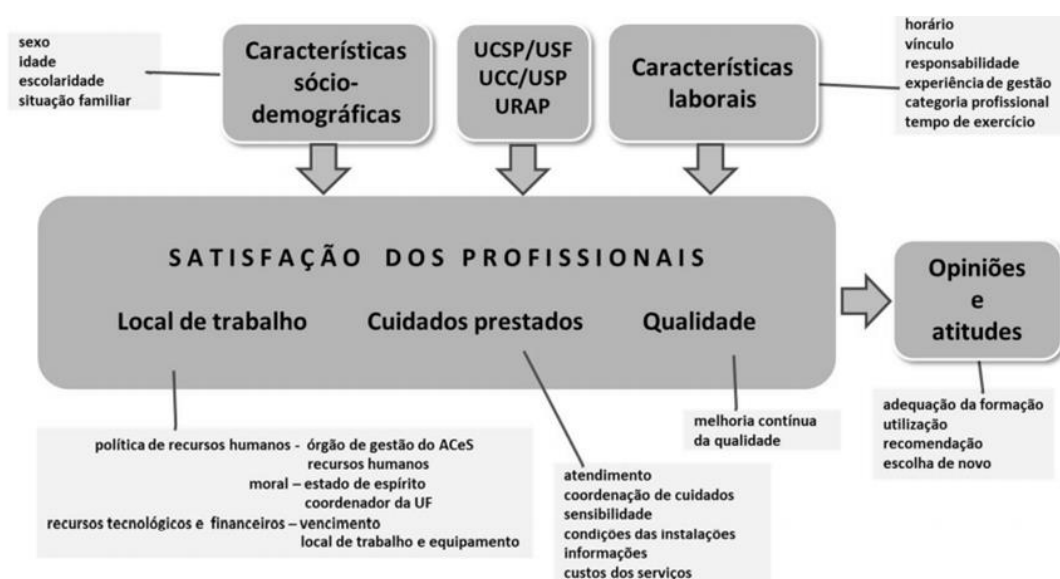 sexo
idade
escolaridade
situação familiar
Características
sócio-
demográficas
UCSP/USF
UCC/USP
URAP
Características
laborais
horário
vínculo
responsabilidade
experiência de gestão
categoria profissional
tempo de exercício
SATISFAÇÃO DOS PROFISSIONAIS
Local de trabalho
Cuidados prestados
Qualidade
Opiniões
e
atitudes
política de recursos humanos - órgão de gestão do ACeS
recursos humanos
moral – estado de espírito
coordenador da UF
recursos tecnológicos e financeiros – vencimento
local de trabalho e equipamento
atendimento
coordenação de cuidados
sensibilidade
condições das instalações
informações
custos dos serviços
melhoria contínua
da qualidade
adequação da formação
utilização
recomendação
escolha de novo